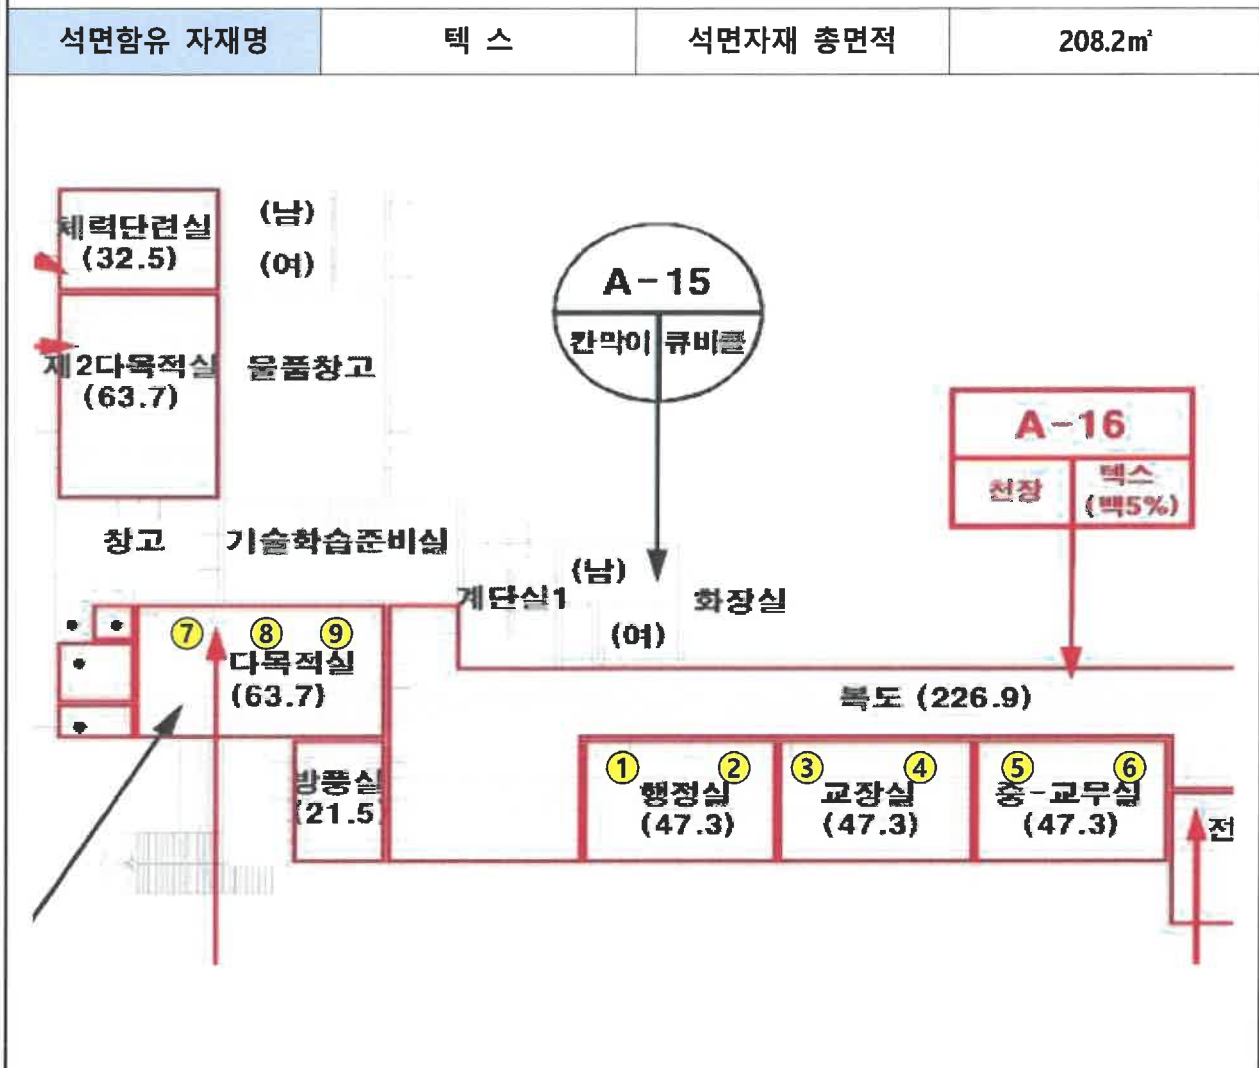 석면함유 자재명 텍 스 석면자재 총면적 208.2㎡
체력단련실
(32.5)
(남)
(여)
제2다목적실
(63.7)
물품창고
A-15
칸막이 큐비클
A-16
천장 텍스
(백5%)
창고 기술학습준비실
계단실1
(남)
(여)
화장실
⑦ ⑧ ⑨
다목적실
(63.7)
복도 (226.9)
방풍실
(21.5)
① ②
행정실
(47.3)
③ ④
교장실
(47.3)
⑤ ⑥
중-교무실
(47.3)
전